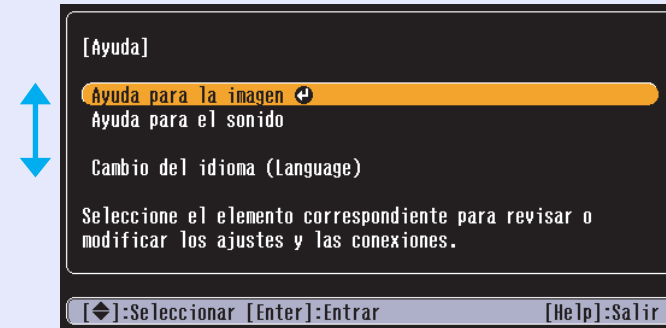 [Ayuda]
Ayuda para la imagen
Ayuda para el sonido
Cambio del idioma (Language)
Seleccione el elemento correspondiente para revisar o
modificar los ajustes y las conexiones.
[◆]:Seleccionar [Enter]:Entrar [Help]:Salir